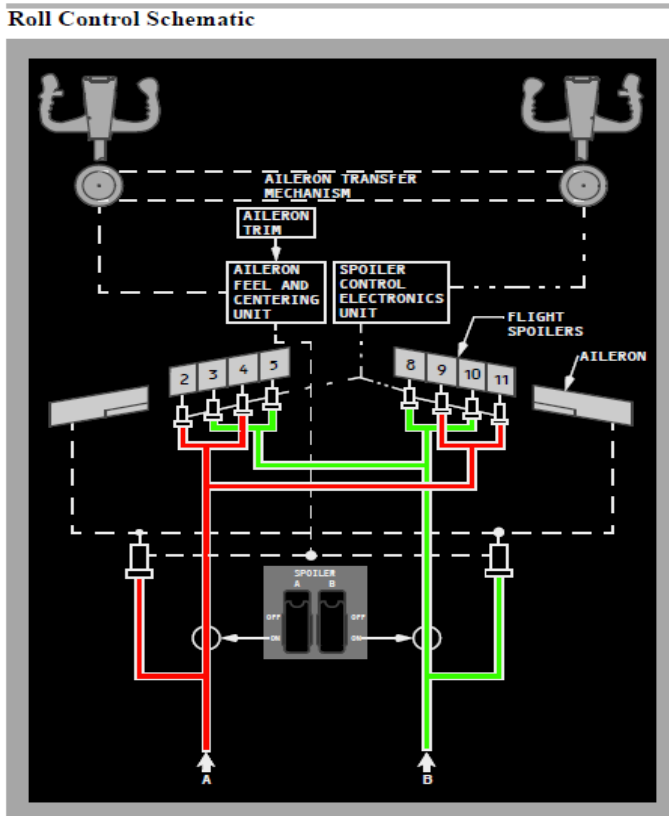 Roll Control Schematic
AILERON TRANSFER
MECHANISM
AILERON
TRIM
AILERON
FEEL AND
CENTERING
UNIT
SPOILER
CONTROL
ELECTRONICS
UNIT
FLIGHT
SPOILERS
AILERON
2 3 4 5
8 9 10 11
SPOILER
A B
OFF OFF
ON ON
A B